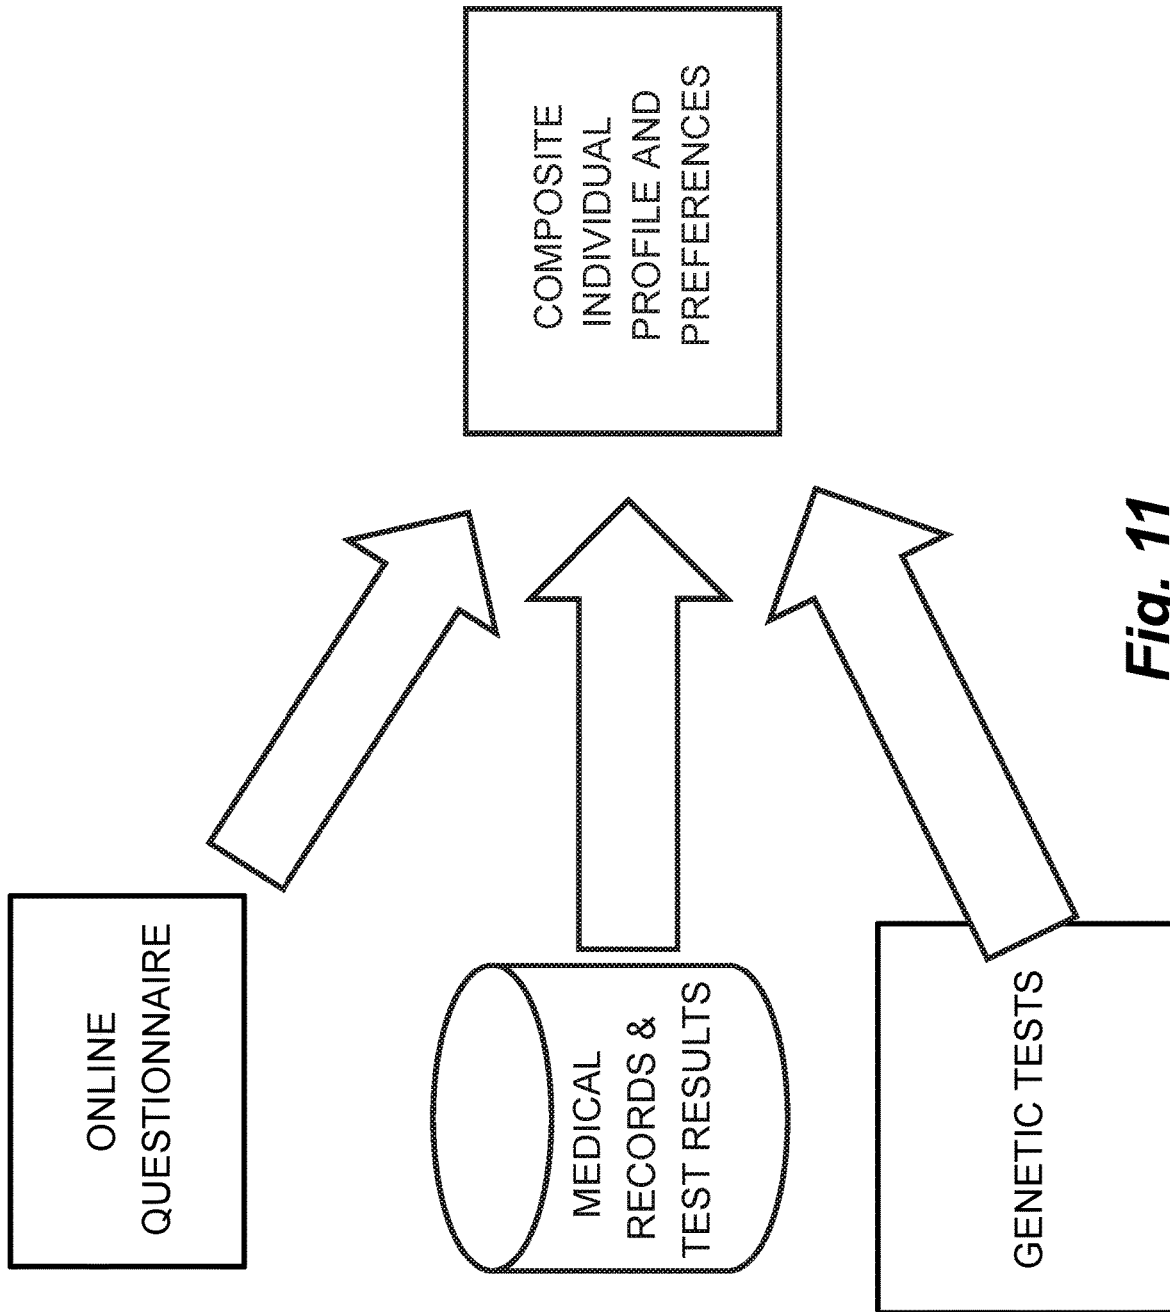 ONLINE
QUESTIONNAIRE
MEDICAL
RECORDS &
TEST RESULTS
GENETIC TESTS
COMPOSITE
INDIVIDUAL
PROFILE AND
PREFERENCES
Fig. 11